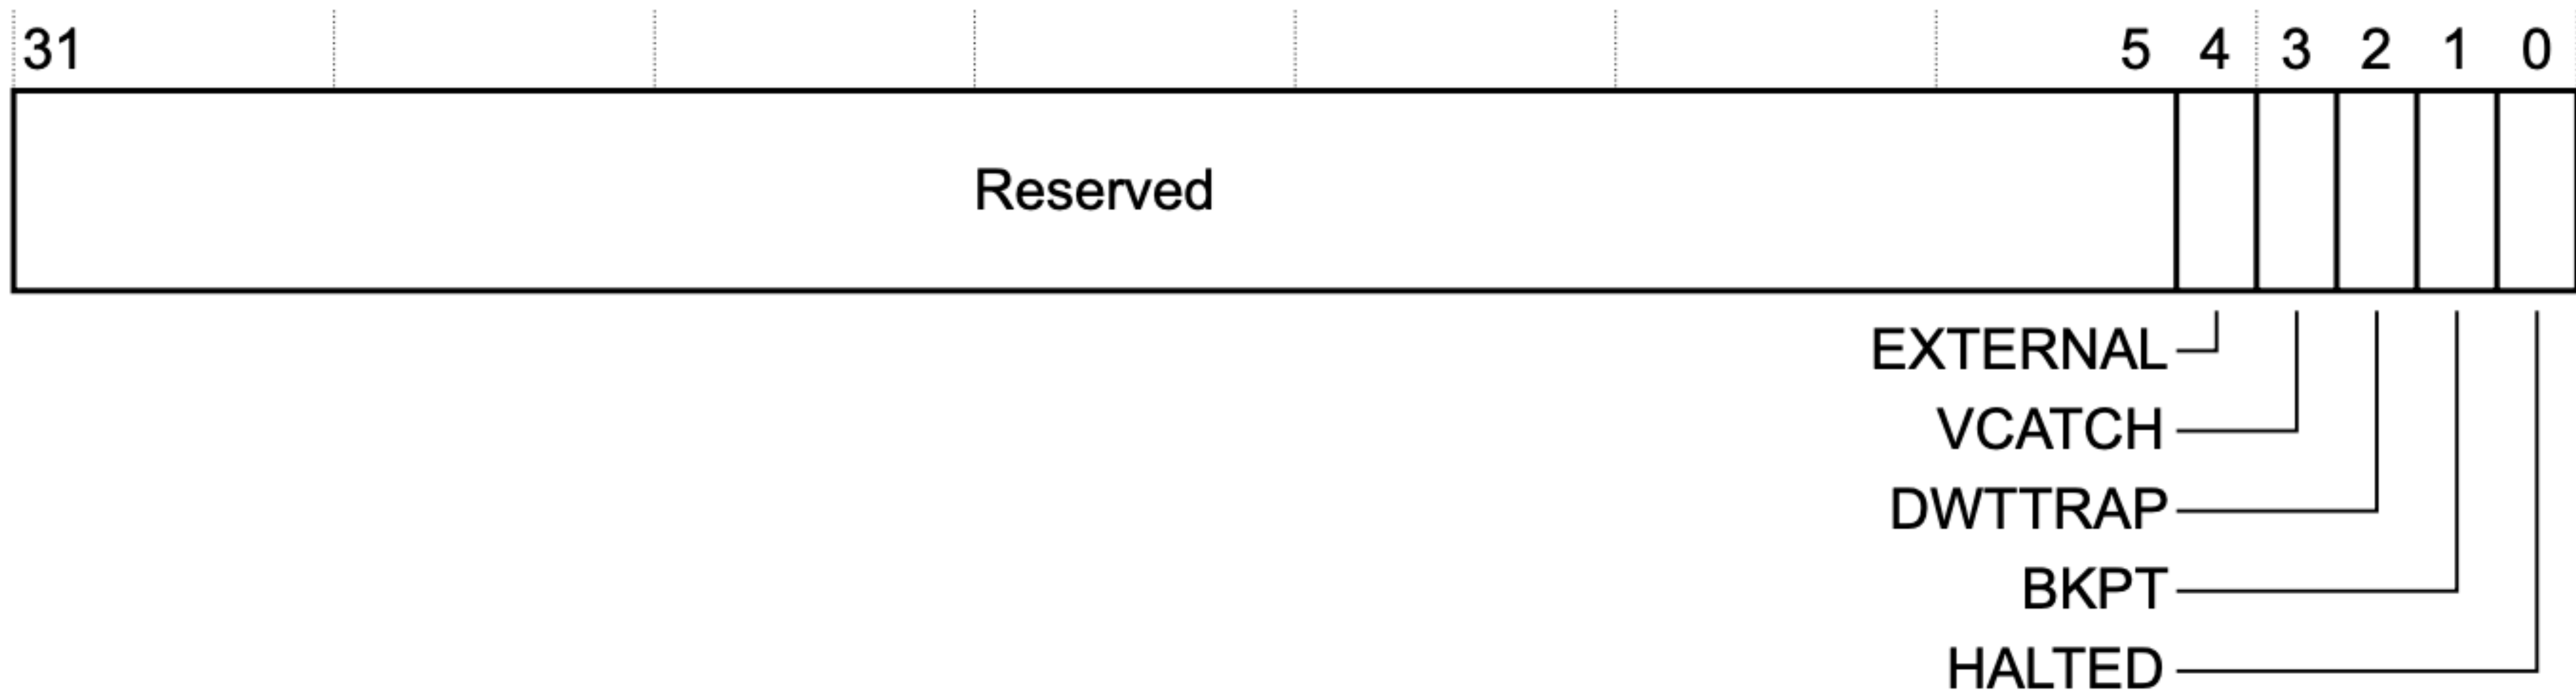 31 5 4 3 2 1 0
Reserved
EXTERNAL
VCATCH
DWTTRAP
BKPT
HALTED